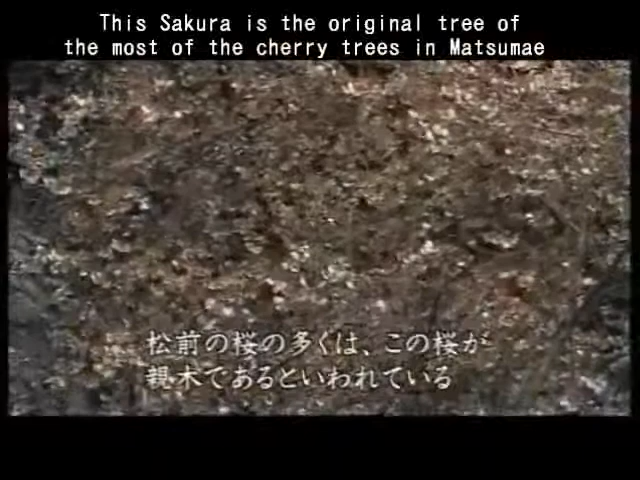 This Sakura is the original tree of
the most of the cherry trees in Matsumae
松前の桜の多くは、この桜が
親木であるといわれている